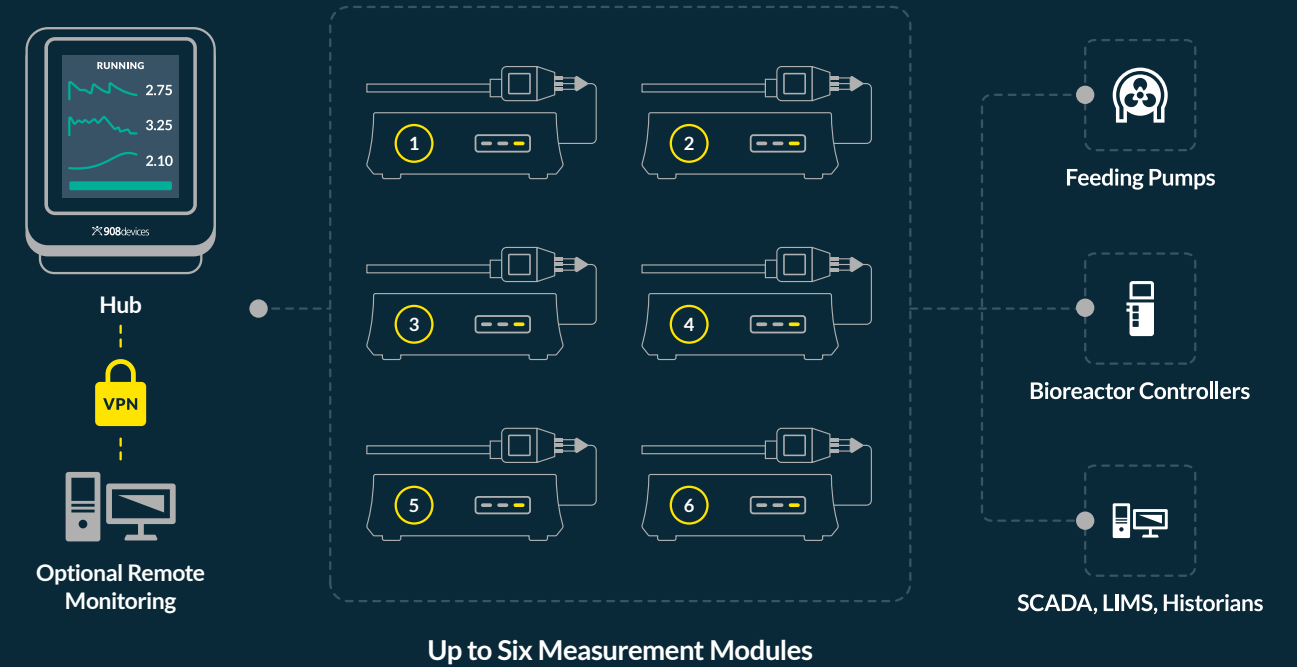 RUNNING
2.75
3.25
2.10
908devices
Hub
VPN
Optional Remote
Monitoring
1
2
3
4
5
6
Up to Six Measurement Modules
Feeding Pumps
Bioreactor Controllers
SCADA, LIMS, Historians